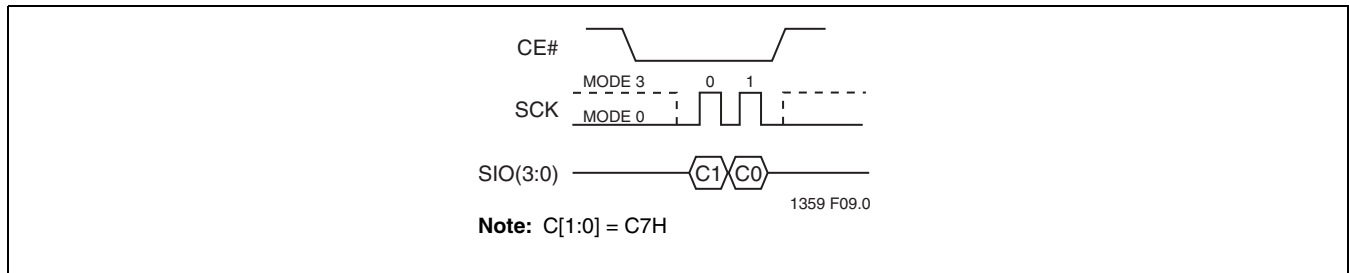 CE#
MODE 3 0 1
SCK
MODE 0
SIO(3:0) C1 C0
1359 F09.0
Note: C[1:0] = C7H